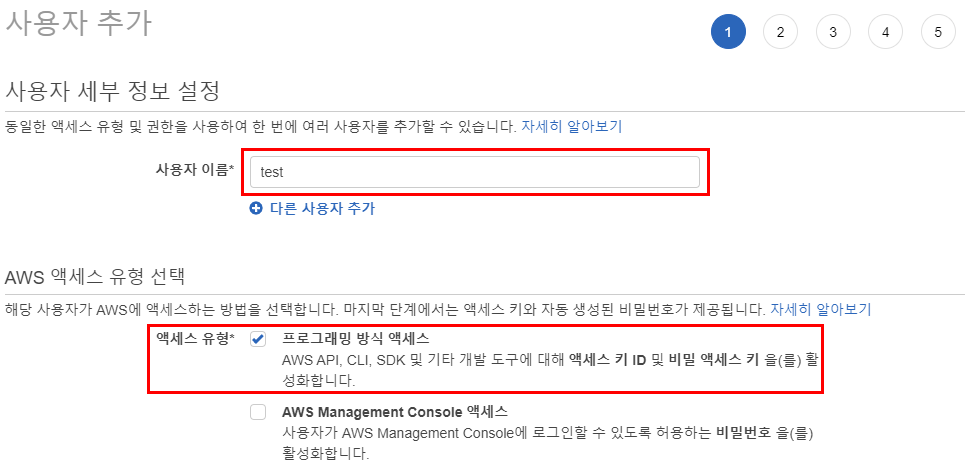 사용자 추가
1 2 3 4 5
사용자 세부 정보 설정
동일한 액세스 유형 및 권한을 사용하여 한 번에 여러 사용자를 추가할 수 있습니다. 자세히 알아보기
사용자 이름* test
다른 사용자 추가
AWS 액세스 유형 선택
해당 사용자가 AWS에 액세스하는 방법을 선택합니다. 마지막 단계에서는 액세스 키와 자동 생성된 비밀번호가 제공됩니다. 자세히 알아보기
액세스 유형* 프로그래밍 방식 액세스
AWS API, CLI, SDK 및 기타 개발 도구에 대해 액세스 키 ID 및 비밀 액세스 키 을(를) 활
성화합니다.
AWS Management Console 액세스
사용자가 AWS Management Console에 로그인할 수 있도록 허용하는 비밀번호 을(를)
활성화합니다.